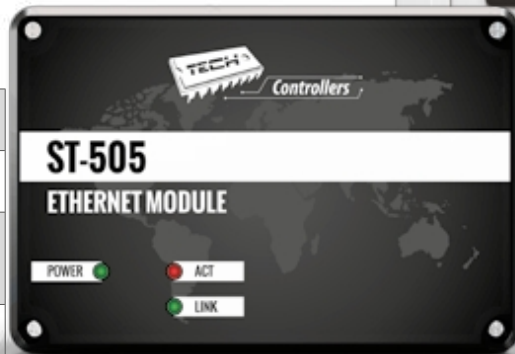 TECH
Controllers
ST-505
ETHERNET MODULE
POWER
ACT
LINK